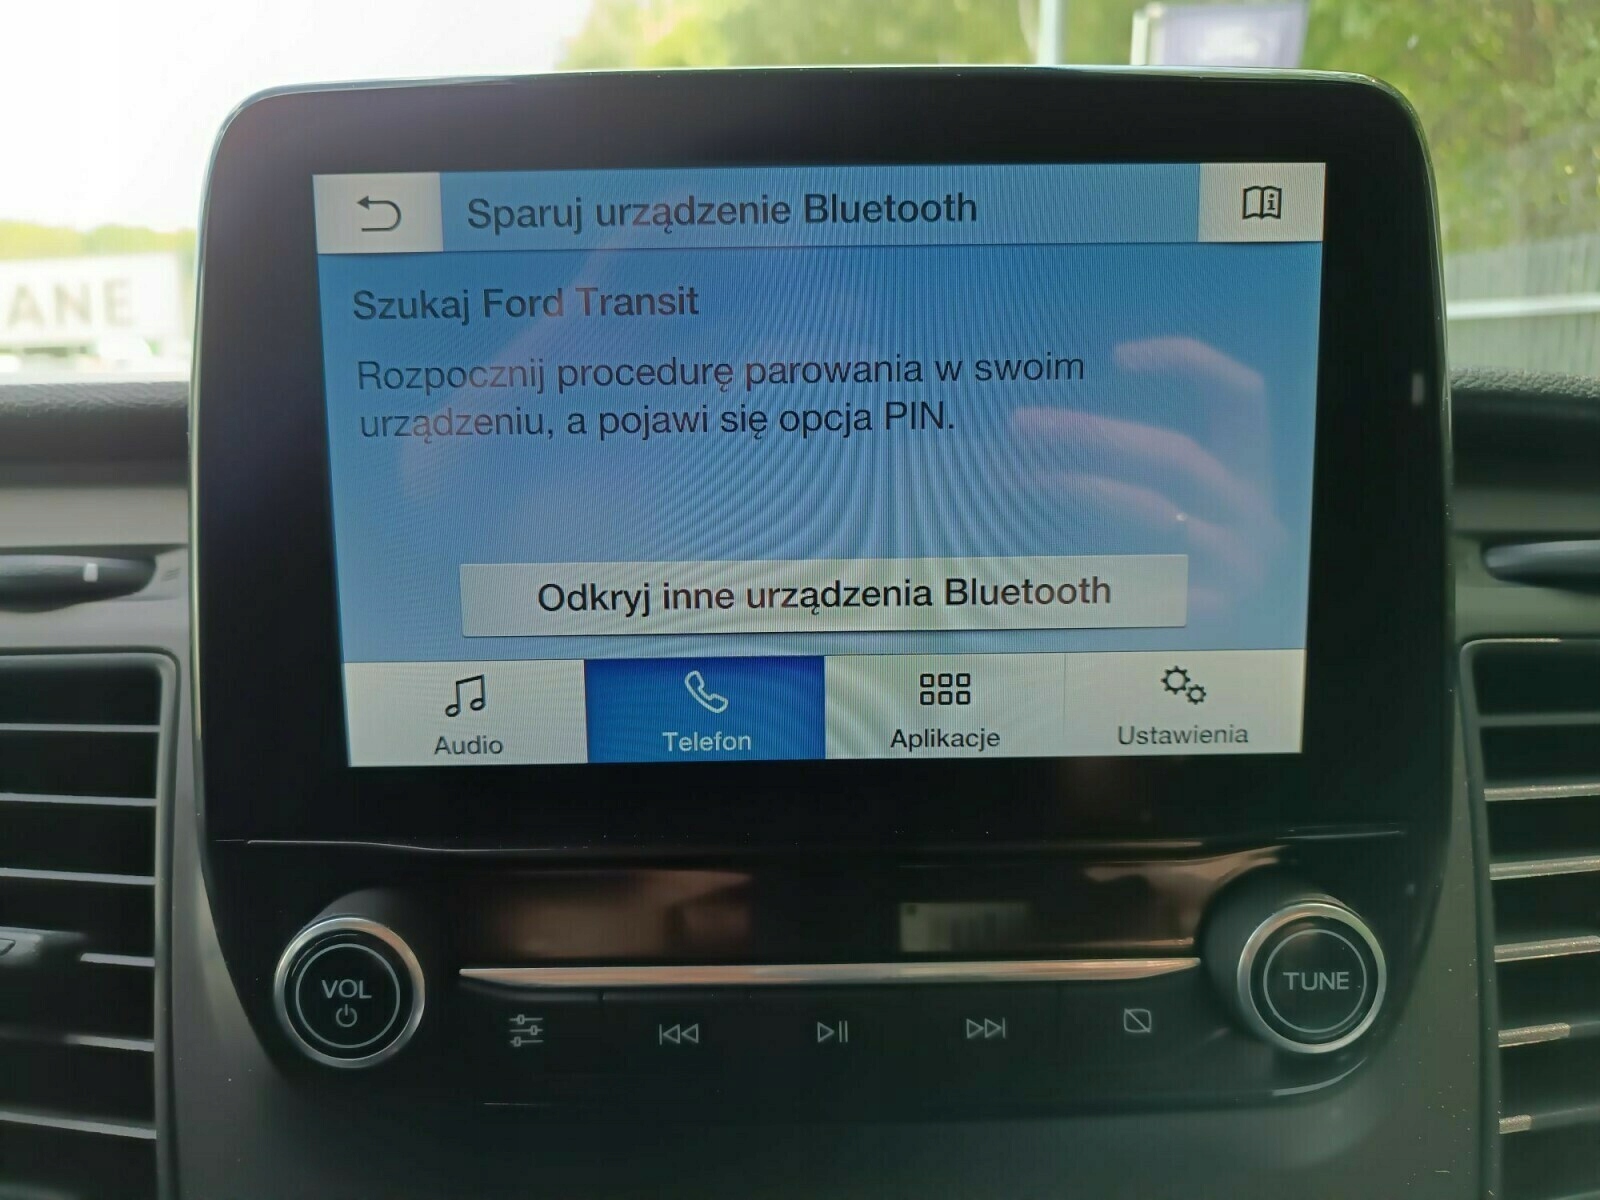 ANE
Sparuj urządzenie Bluetooth
Szukaj Ford Transit
Rozpocznij procedurę parowania w swoim
urządzeniu, a pojawi się opcja PIN.
Odkryj inne urządzenia Bluetooth
Audio
Telefon
Aplikacje
Ustawienia
VOL
TUNE